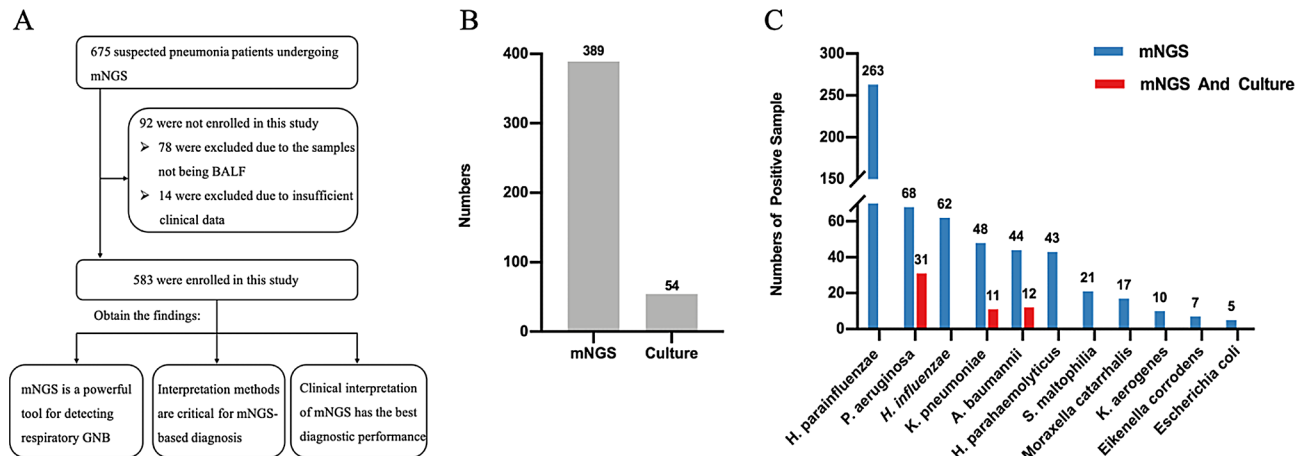 A
675 suspected pneumonia patients undergoing
mNGS
92 were not enrolled in this study
➢ 78 were excluded due to the samples
not being BALF
➢ 14 were excluded due to insufficient
clinical data
583 were enrolled in this study
Obtain the findings:
mNGS is a powerful
tool for detecting
respiratory GNB
Interpretation methods
are critical for mNGS-
based diagnosis
Clinical interpretation
of mNGS has the best
diagnostic performance
B
Numbers
400
300
200
100
0
389
54
mNGS
Culture
C
Numbers of Positive Sample
300
250
200
150
60
40
20
0
mNGS
mNGS And Culture
263
68
31
62
48
11
44
12
43
21
17
10
7
5
H. parainfluenzae
P. aeruginosa
H. influenzae
K. pneumoniae
A. baumannii
H. parahaemolyticus
S. maltophilia
Moraxella catarrhalis
K. aerogenes
Eikenella corrodens
Escherichia coli